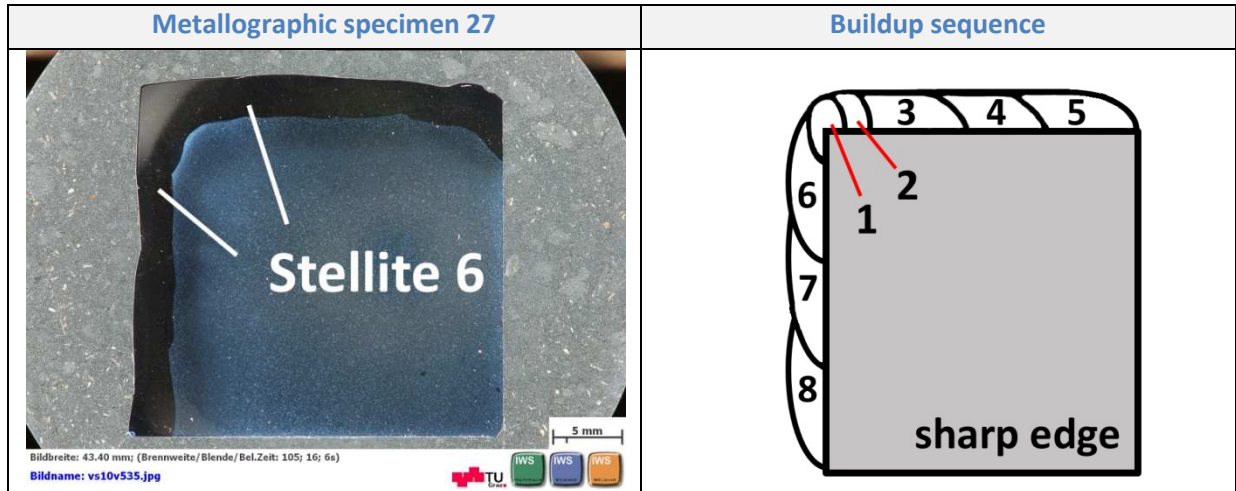 Metallographic specimen 27
Buildup sequence
Stellite 6
5 mm
Bildbreite: 43.40 mm; (Brennweite/Blende/Bel.Zeit: 105; 16; 6s)
Bildname: vs10v535.jpg
TU
Graz
IWS
IWS
IWS
3
4
5
6
2
1
7
8
sharp edge